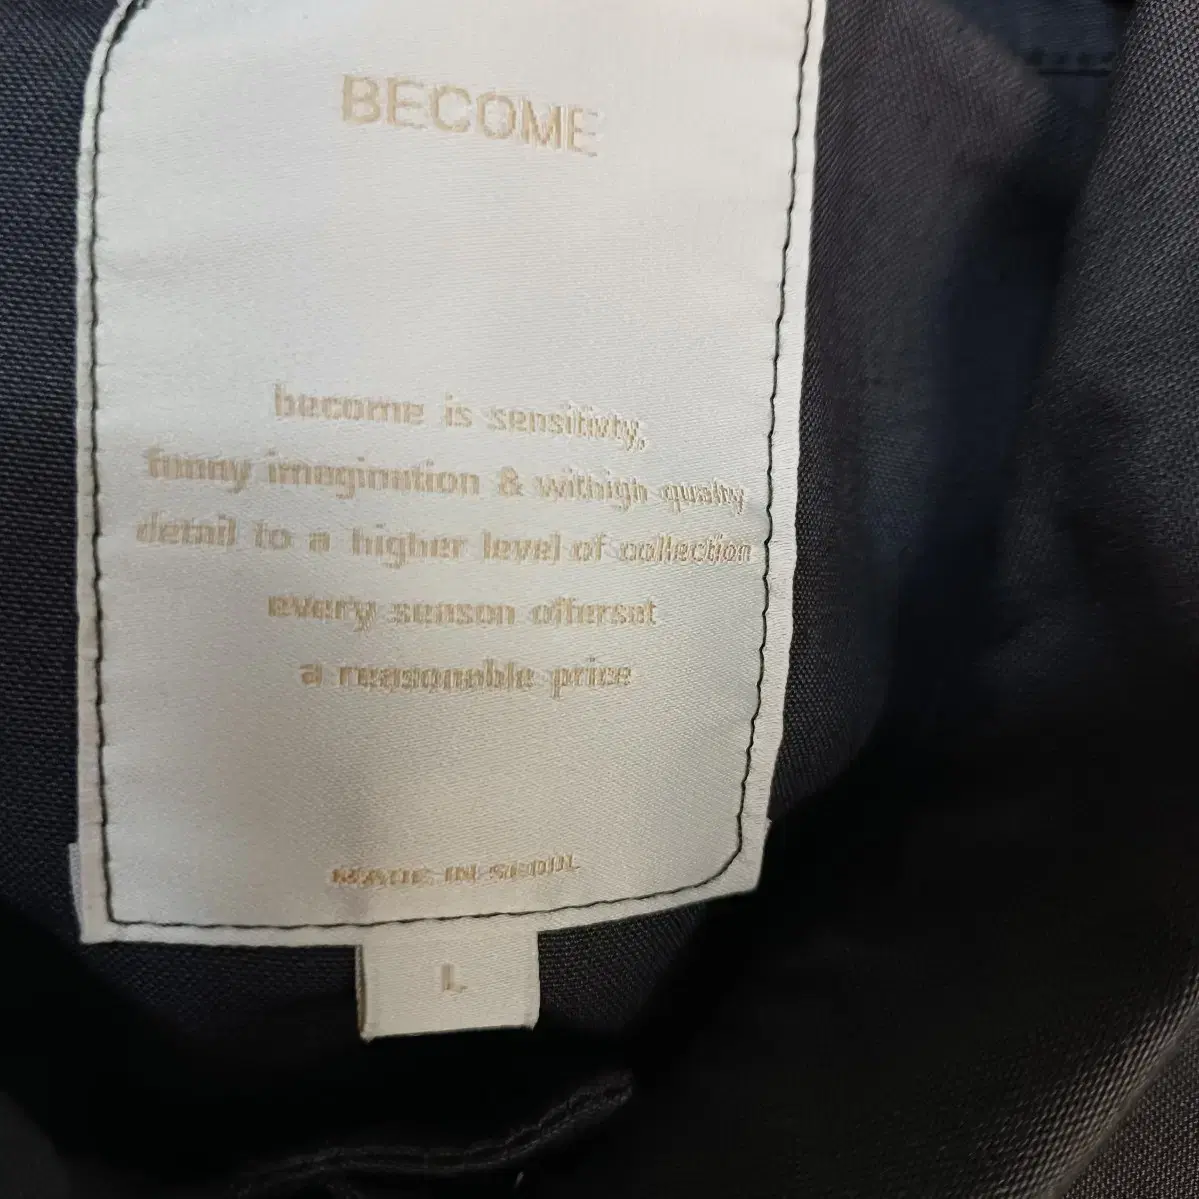 BECOME
become is sensitivty,
funny imagination & withigh quality
detail to a higher level of collection
every season offerset
a reasonable price
MADE IN SEOUL
L